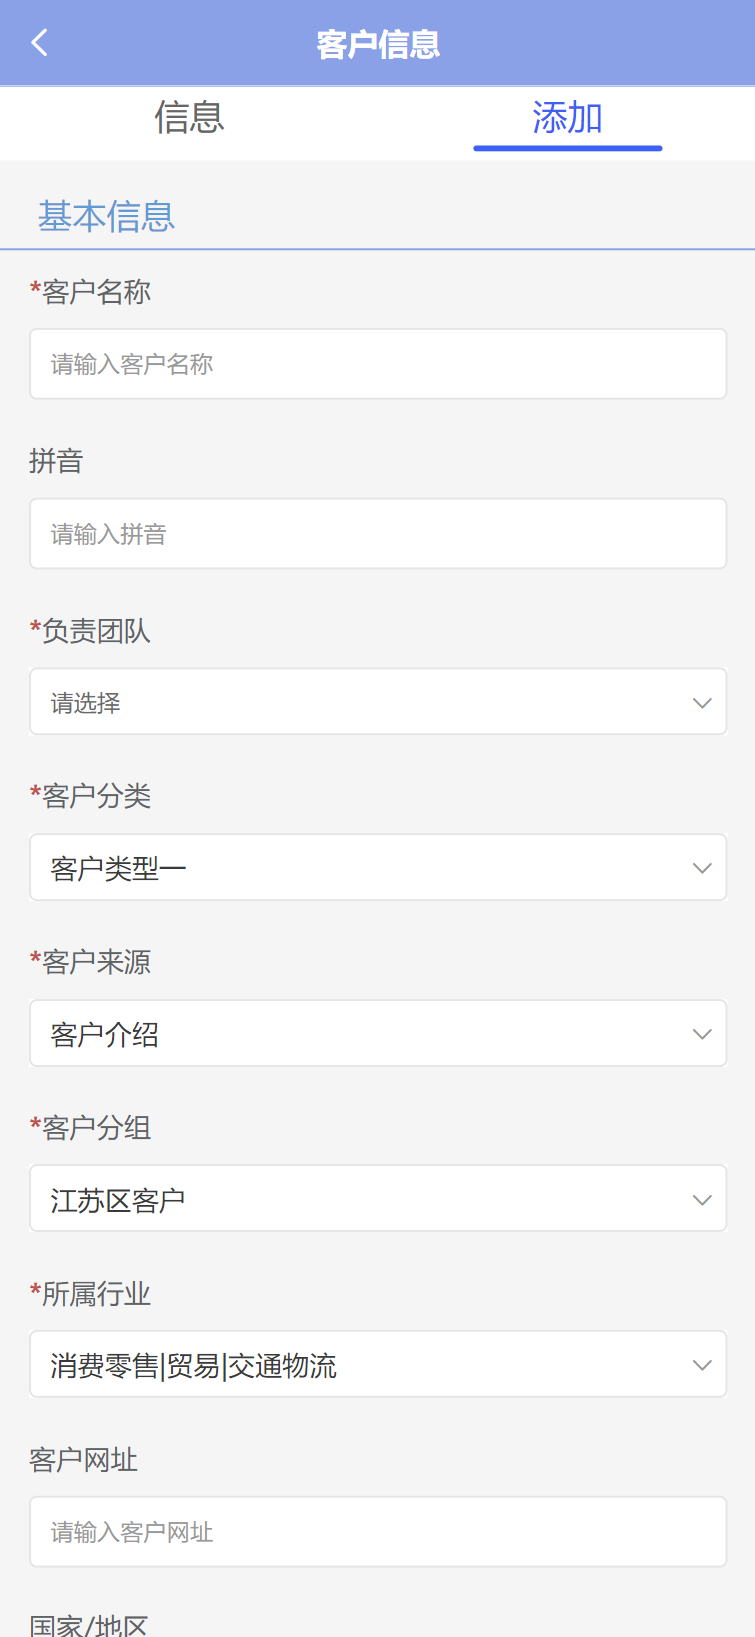 客户信息
信息 添加
基本信息
*客户名称
请输入客户名称
拼音
请输入拼音
*负责团队
请选择
*客户分类
客户类型一
*客户来源
客户介绍
*客户分组
江苏区客户
*所属行业
消费零售|贸易|交通物流
客户网址
请输入客户网址
国家/地区